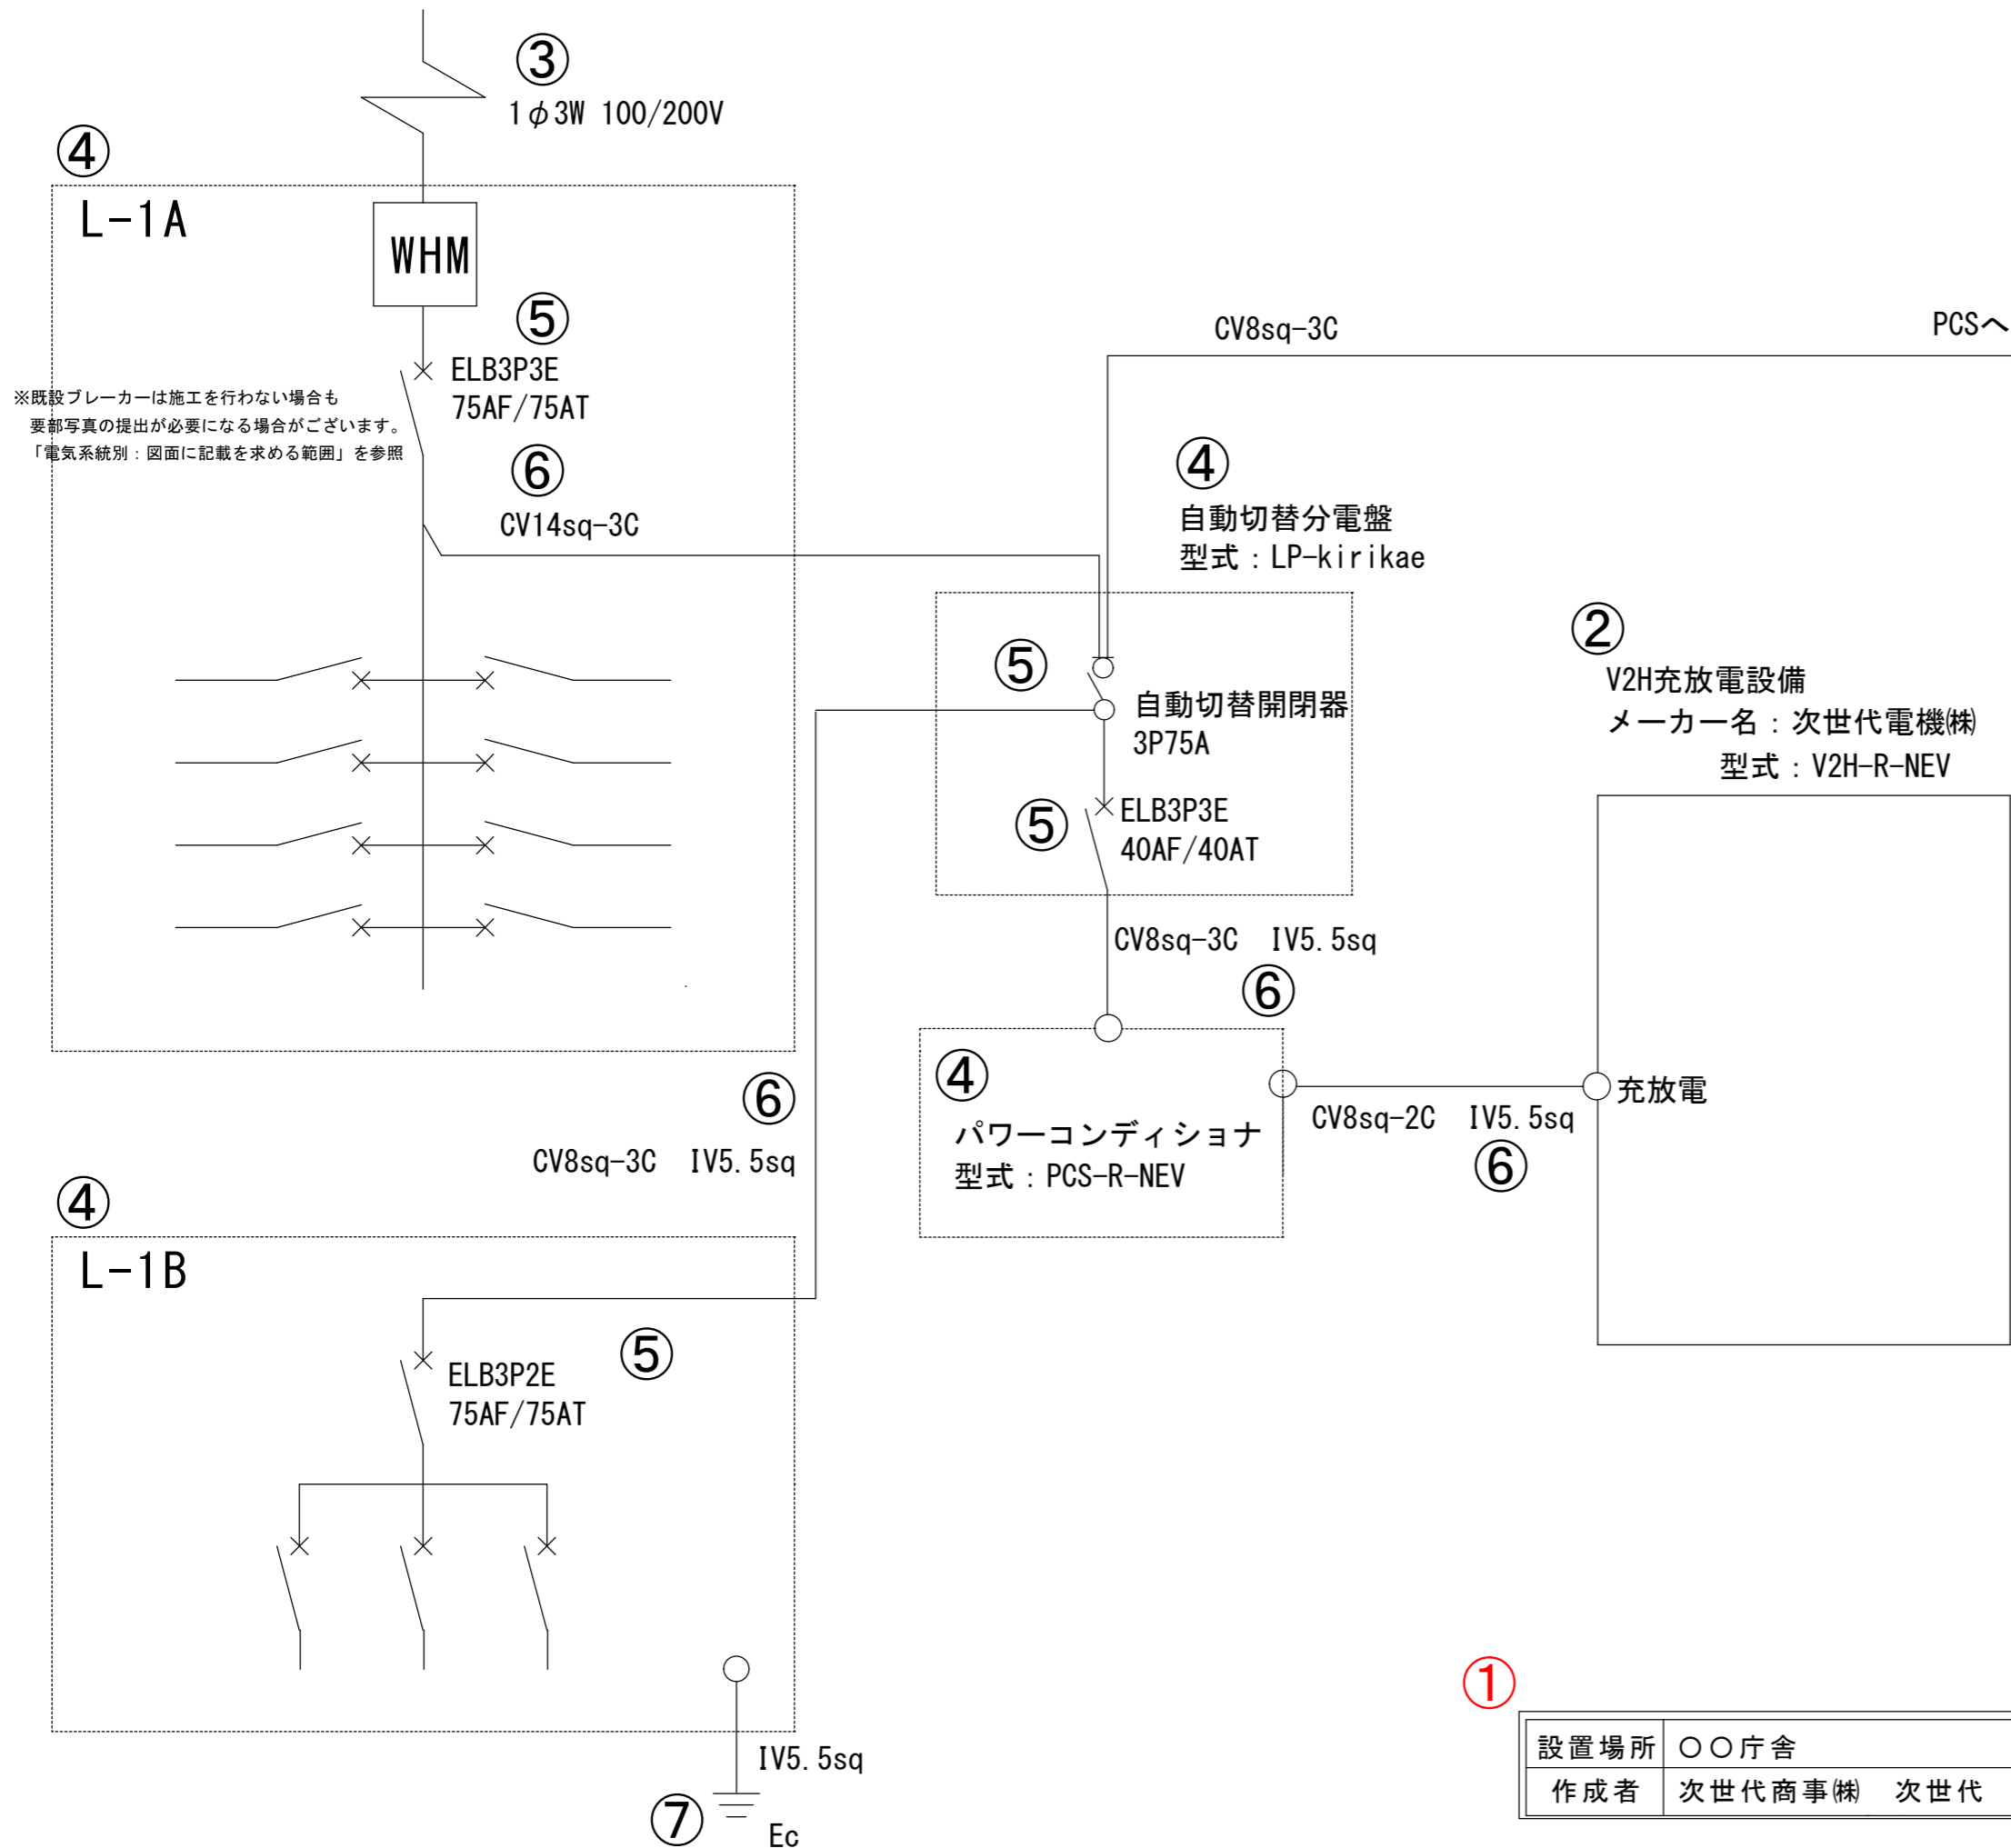 ③
1φ3W 100/200V
④
L-1A
WHM
⑤
ELB3P3E
75AF/75AT
※既設ブレーカーは施工を行わない場合も
要部写真の提出が必要になる場合がございます。
「電気系統別：図面に記載を求める範囲」を参照
⑥
CV14sq-3C
CV8sq-3C
PCSへ
④
自動切替分電盤
型式：LP-kirikae
⑤
自動切替開閉器
3P75A
⑤
ELB3P3E
40AF/40AT
②
V2H充放電設備
メーカー名：次世代電機㈱
型式：V2H-R-NEV
CV8sq-3C IV5.5sq
⑥
④
パワーコンディショナ
型式：PCS-R-NEV
充放電
CV8sq-2C IV5.5sq
⑥
⑥
CV8sq-3C IV5.5sq
④
L-1B
⑤
ELB3P2E
75AF/75AT
IV5.5sq
⑦
Ec
①
設置場所 〇〇庁舎
作成者 次世代商事㈱ 次世代